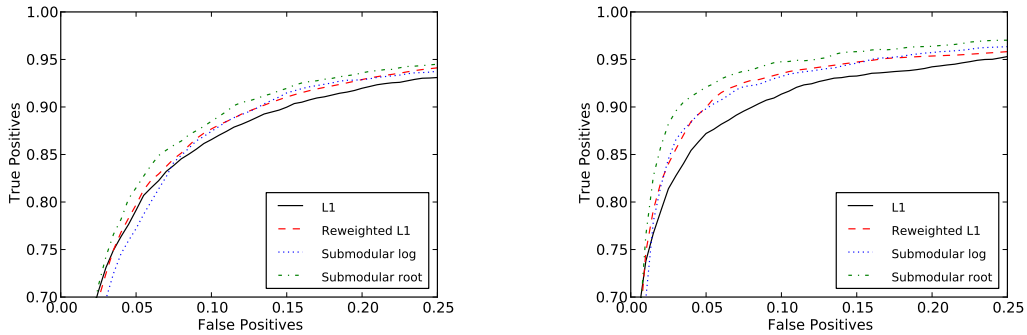 1.00
0.95
0.90
0.85
0.80
0.75
0.70
0.00
0.05
0.10
0.15
0.20
0.25
True Positives
False Positives
L1
Reweighted L1
Submodular log
Submodular root
1.00
0.95
0.90
0.85
0.80
0.75
0.70
0.00
0.05
0.10
0.15
0.20
0.25
True Positives
False Positives
L1
Reweighted L1
Submodular log
Submodular root